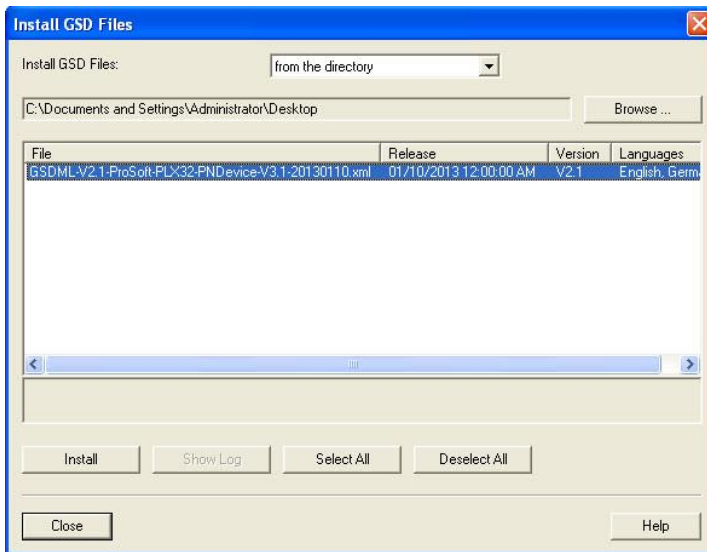 Install GSD Files
Install GSD Files: from the directory
C:\Documents and Settings\Administrator\Desktop Browse ...
File Release Version Languages
GSDML-V2.1-ProSoft-PLX32-PNDevice-V3.1-20130110.xml 01/10/2013 12:00:00 AM V2.1 English, Germa
Install Show Log Select All Deselect All
Close Help